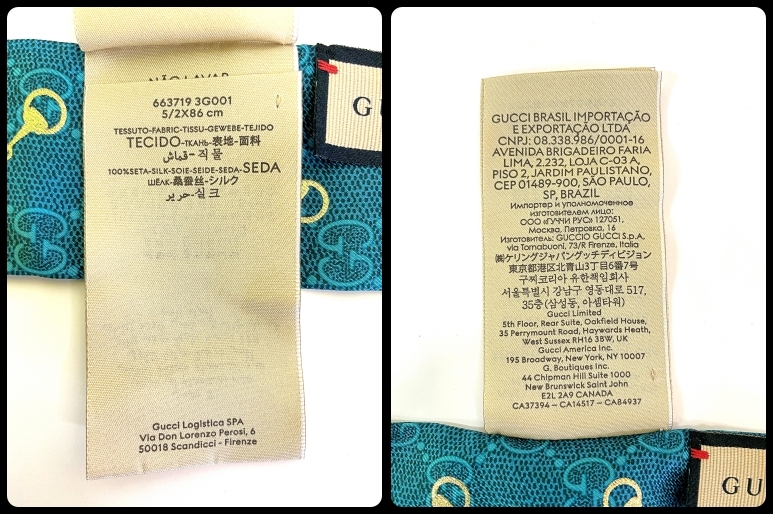 NÃO LAVAR
663719 3G001
5/2X86 cm
TESSUTO-FABRIC-TISSU-GEWEBE-TEJIDO
TECIDO-ТКАНЬ-表地-面料
قماش-직물
100%SETA-SILK-SOIE-SEIDE-SEDA-SEDA
ШЁЛК-桑蚕丝-シルク
حرير-실크
Gucci Logistica SPA
Via Don Lorenzo Perosi, 6
50018 Scandicci - Firenze
GU
GUCCI BRASIL IMPORTAÇÃO
E EXPORTAÇÃO LTDA
CNPJ: 08.338.986/0001-16
AVENIDA BRIGADEIRO FARIA
LIMA, 2.232, LOJA C-03 A,
PISO 2, JARDIM PAULISTANO,
CEP 01489-900, SÃO PAULO,
SP, BRAZIL
Импортер и уполномоченное
изготовителем лицо:
ООО «ГУЧЧИ РУС» 127051,
Москва, Петровка, 16
Изготовитель: GUCCIO GUCCI S.p.A.
via Tornabuoni, 73/R Firenze, Italia
㈱ケリングジャパングッチディビジョン
東京都港区北青山3丁目6番7号
구찌코리아 유한책임회사
서울특별시 강남구 영동대로 517,
35층 (삼성동, 아셈타워)
Gucci Limited
5th Floor, Rear Suite, Oakfield House,
35 Perrymount Road, Haywards Heath,
West Sussex RH16 3BW, UK
Gucci America Inc.
195 Broadway, New York, NY 10007
G. Boutiques Inc.
44 Chipman Hill Suite 1000
New Brunswick Saint John
E2L 2A9 CANADA
CA37394 - CA14517 - CA84937
GU